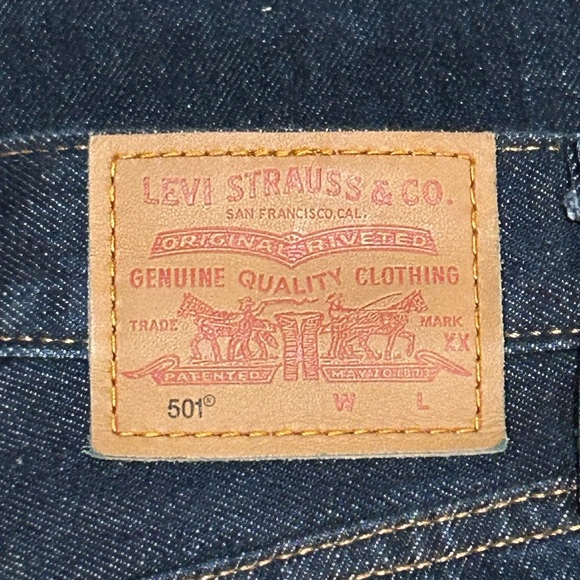 LEVI STRAUSS & CO.
SAN FRANCISCO, CAL.
ORIGINAL RIVETED
GENUINE QUALITY CLOTHING
TRADE MARK
XX
PATENTED MAY 20 1873
501® W L